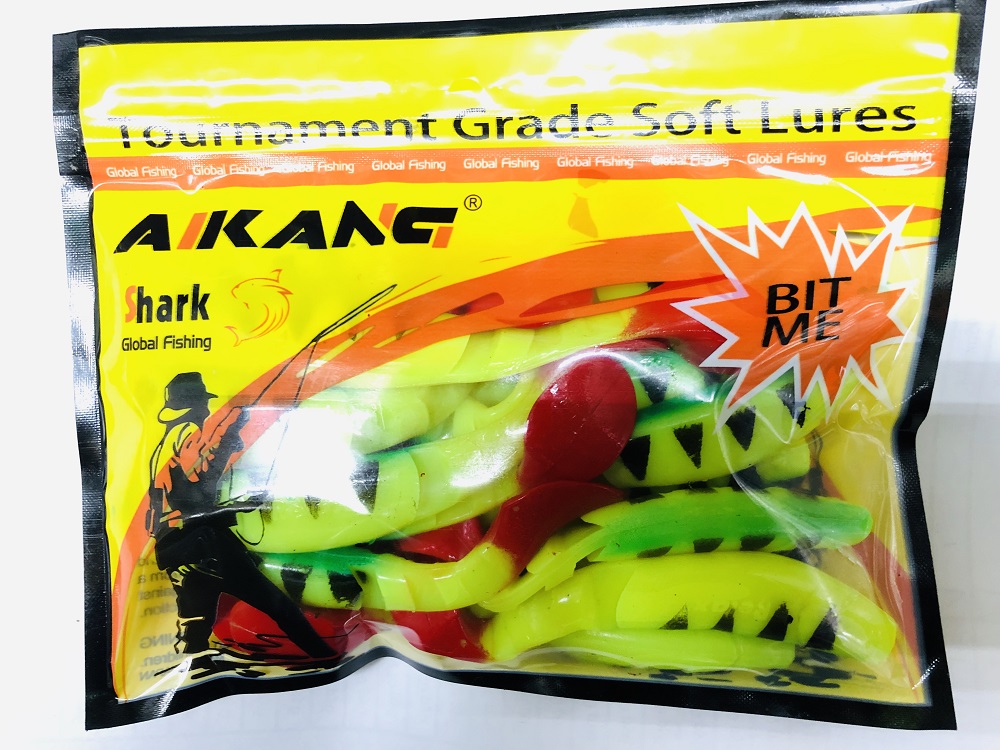 Tournament Grade Soft Lures
Global Fishing Global Fishing Global Fishing Global Fishing Global Fishing Global Fishing Global Fishing Global Fishing Global Fishing
AIKANG®
Shark
Global Fishing
BIT
ME